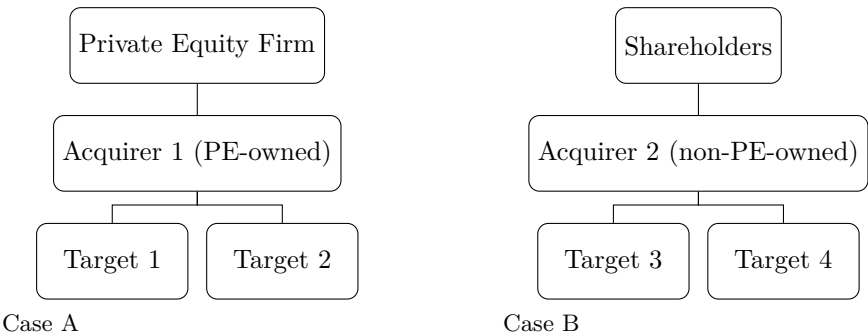 Private Equity Firm
Acquirer 1 (PE-owned)
Target 1
Target 2
Case A
Shareholders
Acquirer 2 (non-PE-owned)
Target 3
Target 4
Case B